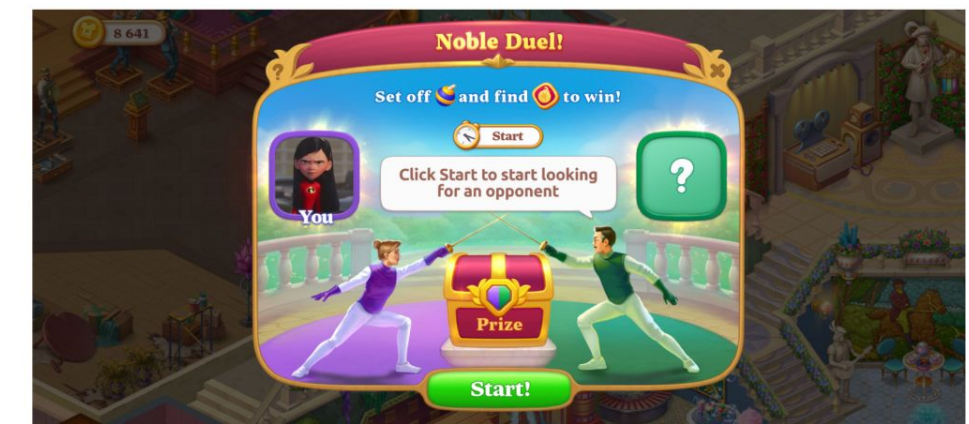 8 641
Noble Duel!
?
Set off and find to win!
Start
Click Start to start looking
for an opponent
?
You
Prize
Start!